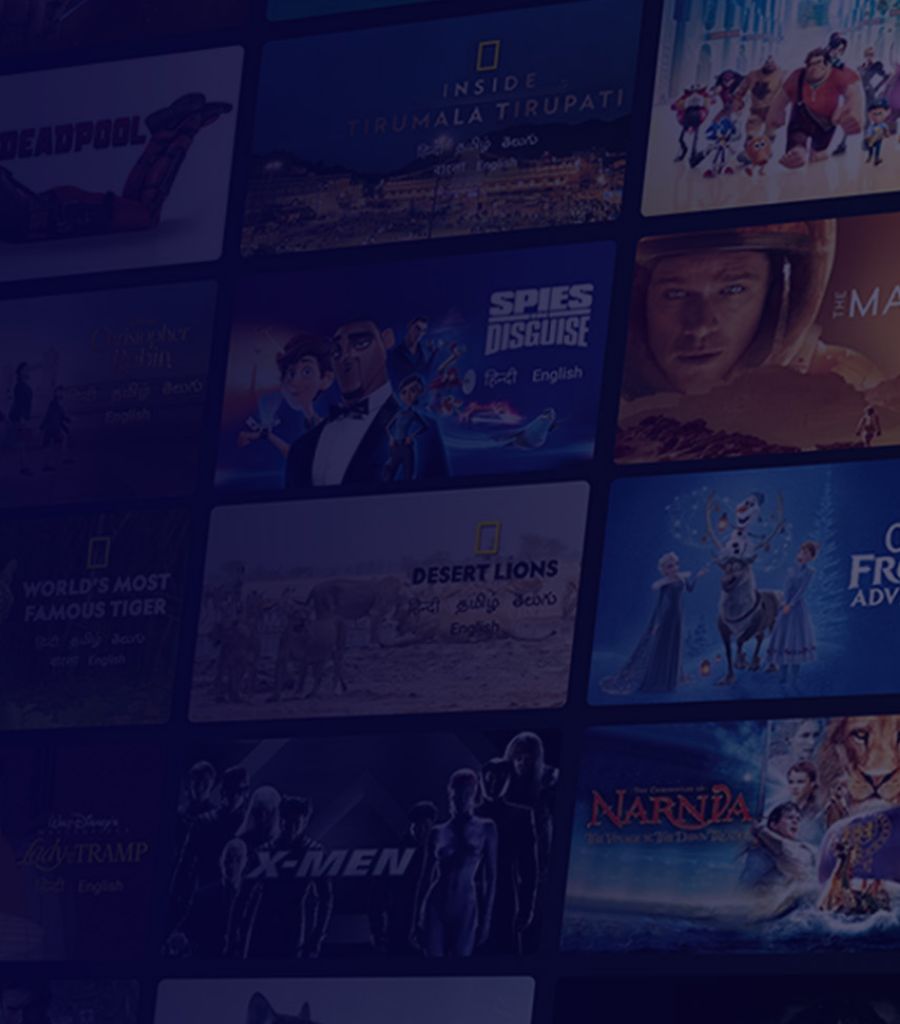 DEADPOOL
INSIDE
TIRUMALA TIRUPATI
हिन्दी தமிழ் తెలుగు
বাংলা English
Christopher
Robin
हिन्दी தமிழ் తెలుగు
English
SPIES
DISGUISE
हिन्दी English
THE MA
WORLD'S MOST
FAMOUS TIGER
हिन्दी தமிழ் తెలుగు
বাংলা English
DESERT LIONS
हिन्दी தமிழ் తెలుగు
English
FRO
ADV
Walt Disney's
Lady and the TRAMP
हिन्दी English
X-MEN
THE CHRONICLES OF
NARNIA
THE VOYAGE OF THE DAWN TREADER